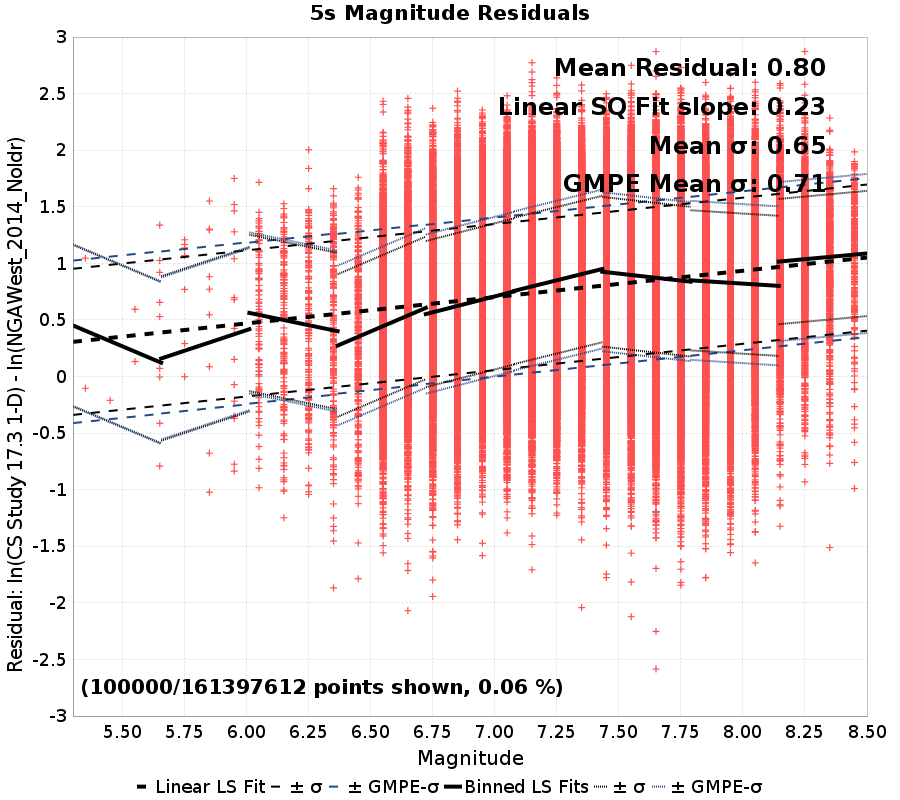 5s Magnitude Residuals
Mean Residual: 0.80
Linear SQ Fit slope: 0.23
Mean σ: 0.65
GMPE Mean σ: 0.71
Residual: ln(CS Study 17.3 1-D) - ln(NGAWest_2014_NoIdr)
3
2.5
2
1.5
1
0.5
0
-0.5
-1
-1.5
-2
-2.5
-3
(100000/161397612 points shown, 0.06 %)
5.50 5.75 6.00 6.25 6.50 6.75 7.00 7.25 7.50 7.75 8.00 8.25 8.50
Magnitude
Linear LS Fit ± σ ± GMPE-σ Binned LS Fits ± σ ± GMPE-σ